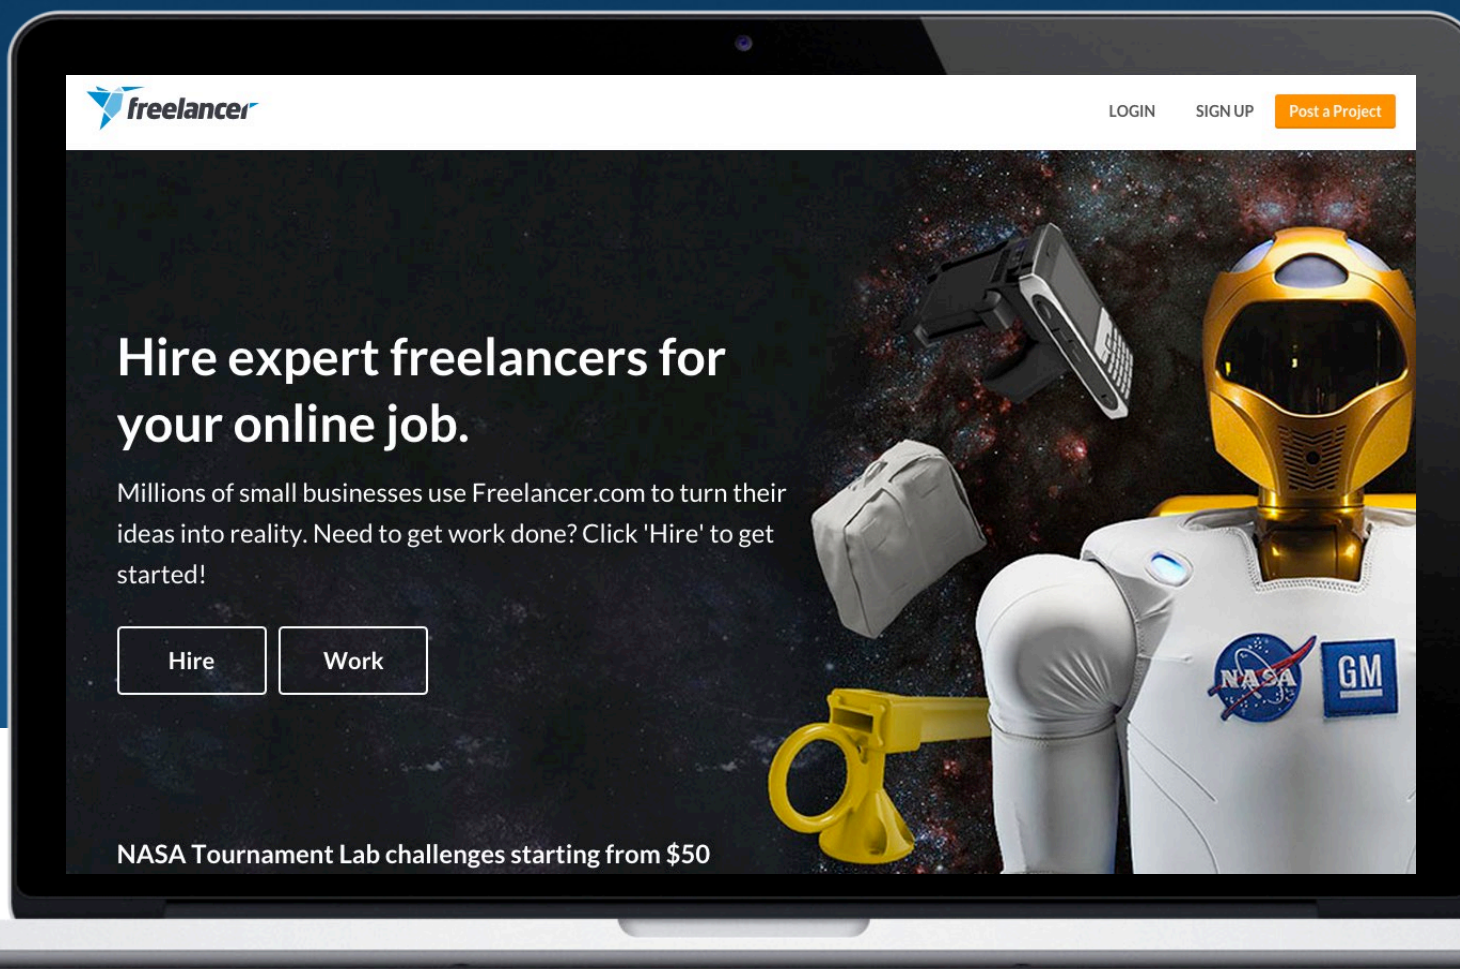 freelancer
LOGIN
SIGN UP
Post a Project
Hire expert freelancers for
your online job.
Millions of small businesses use Freelancer.com to turn their
ideas into reality. Need to get work done? Click 'Hire' to get
started!
Hire
Work
NASA
GM
NASA Tournament Lab challenges starting from $50